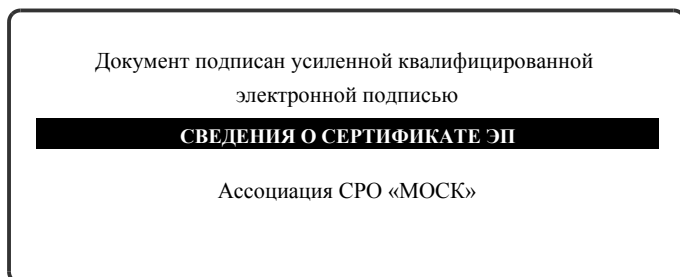 Документ подписан усиленной квалифицированной
электронной подписью
СВЕДЕНИЯ О СЕРТИФИКАТЕ ЭП
Ассоциация СРО «МОСК»